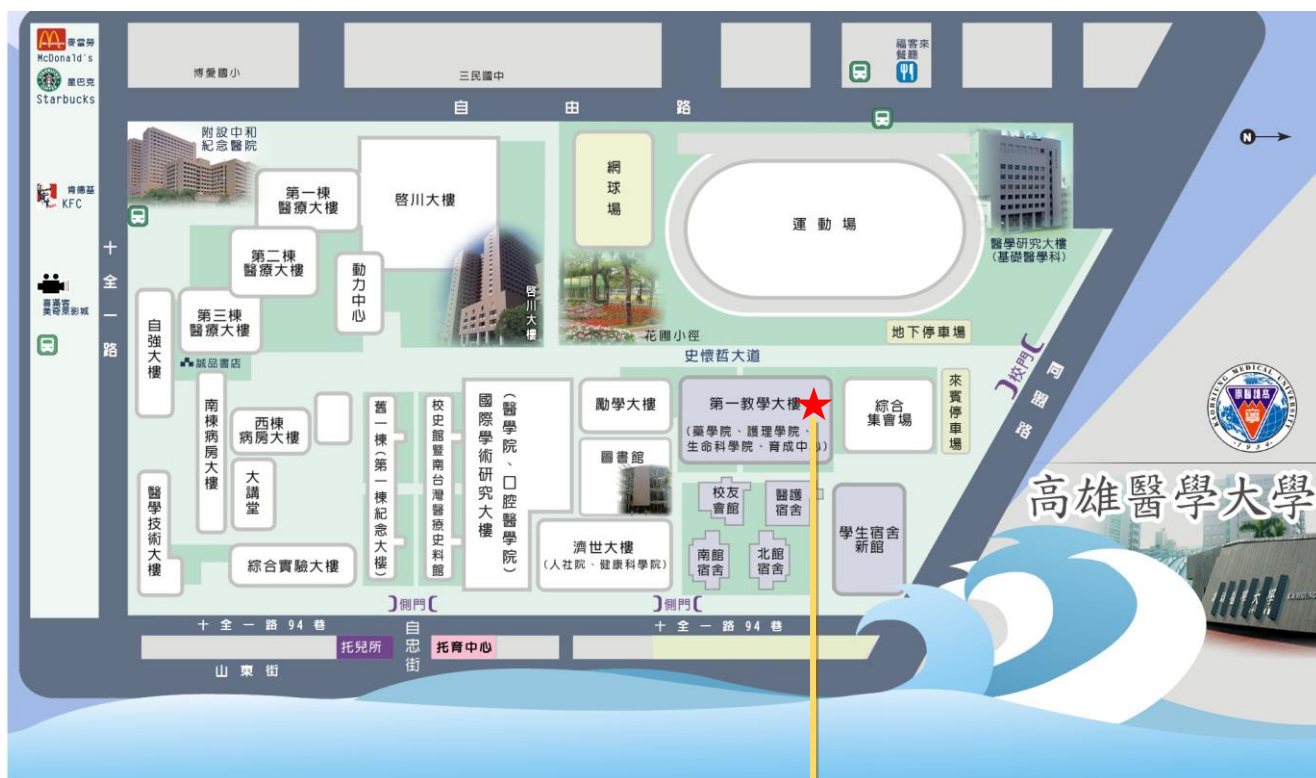 麥當勞
McDonald's
星巴克
Starbucks
肯德基
KFC
喜滿客
美奇萊影城
博愛國小
三民國中
福客來
餐廳
自由路
N
附設中和
紀念醫院
第一棟
醫療大樓
啓川大樓
網
球
場
運動場
醫學研究大樓
(基礎醫學科)
十全一路
第二棟
醫療大樓
動力中心
啓川大樓
第三棟
醫療大樓
自強大樓
花圃小徑
地下停車場
誠品書店
史懷哲大道
校門
同盟路
南棟病房大樓
西棟
病房大樓
舊一棟(第一棟紀念大樓)
校史館暨南台灣醫療史料館
國際學術研究大樓
(醫學院、口腔醫學院)
勵學大樓
第一教學大樓
(藥學院、護理學院、
生命科學院、育成中心)
綜合
集會場
來賓停車場
KAOHSIUNG MEDICAL UNIVERSITY
1954
圖書館
大講堂
醫學技術大樓
校友
會館
醫護
宿舍
學生宿舍
新館
高雄醫學大學
綜合實驗大樓
濟世大樓
(人社院、健康科學院)
南館
宿舍
北館
宿舍
側門
側門
十全一路94巷
自忠街
十全一路94巷
托兒所
托育中心
山東街